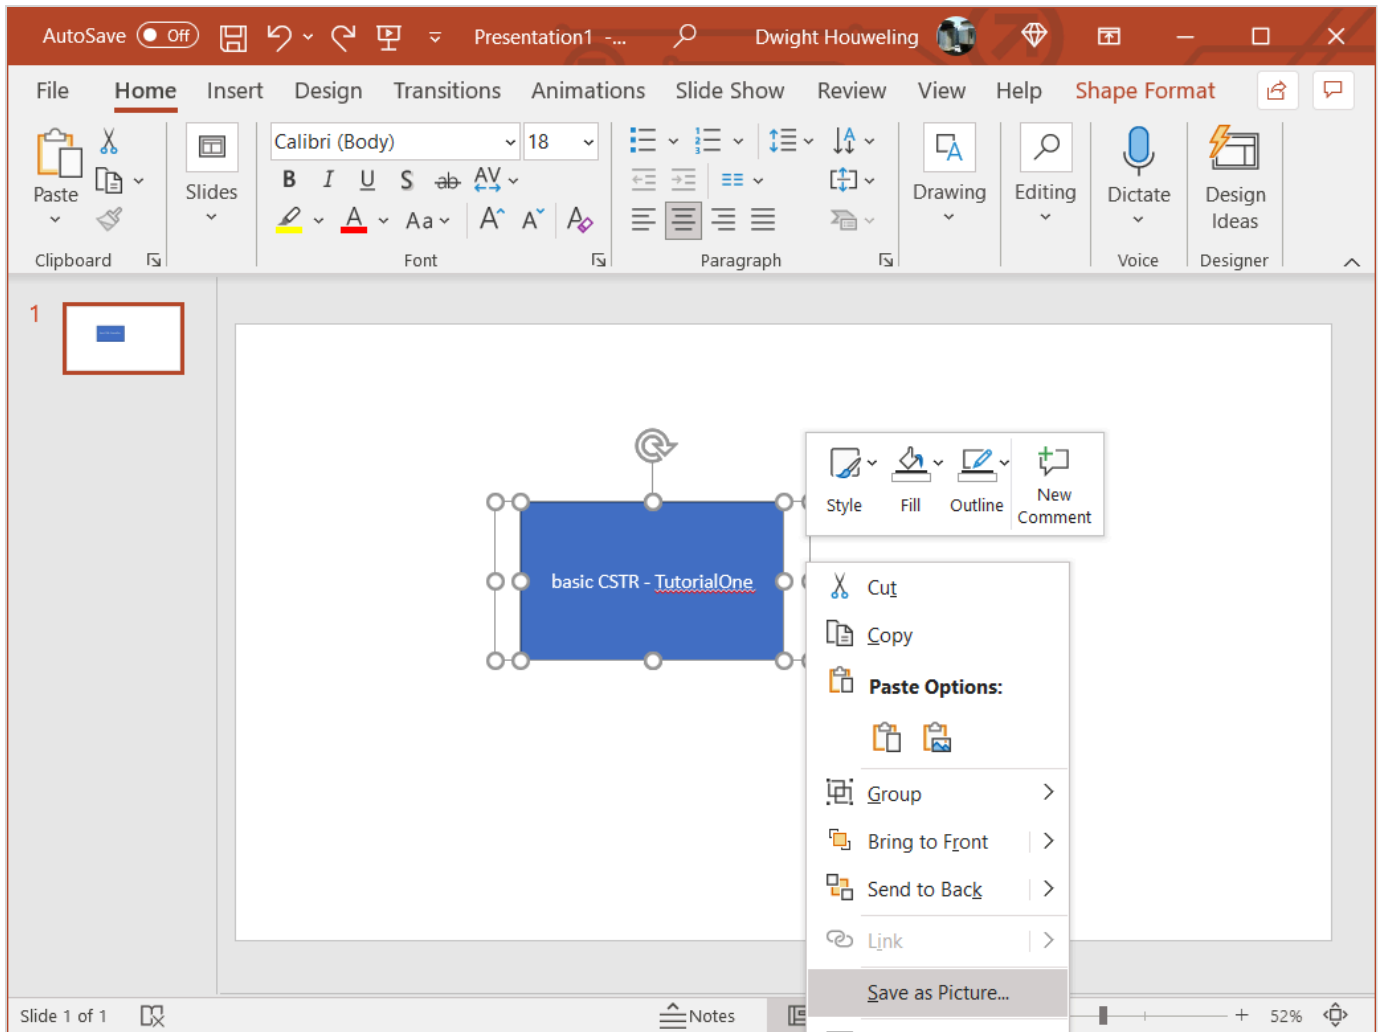 AutoSave Off Presentation1 -... Dwight Houweling
File Home Insert Design Transitions Animations Slide Show Review View Help Shape Format
Calibri (Body) 18
Paste Slides Drawing Editing Dictate Design Ideas
B I U S ab AV
A Aa A A A
Clipboard Font Paragraph Voice Designer
1
Style Fill Outline New Comment
basic CSTR - TutorialOne
Cut
Copy
Paste Options:
Group
Bring to Front
Send to Back
Link
Save as Picture...
Slide 1 of 1 Notes 52%